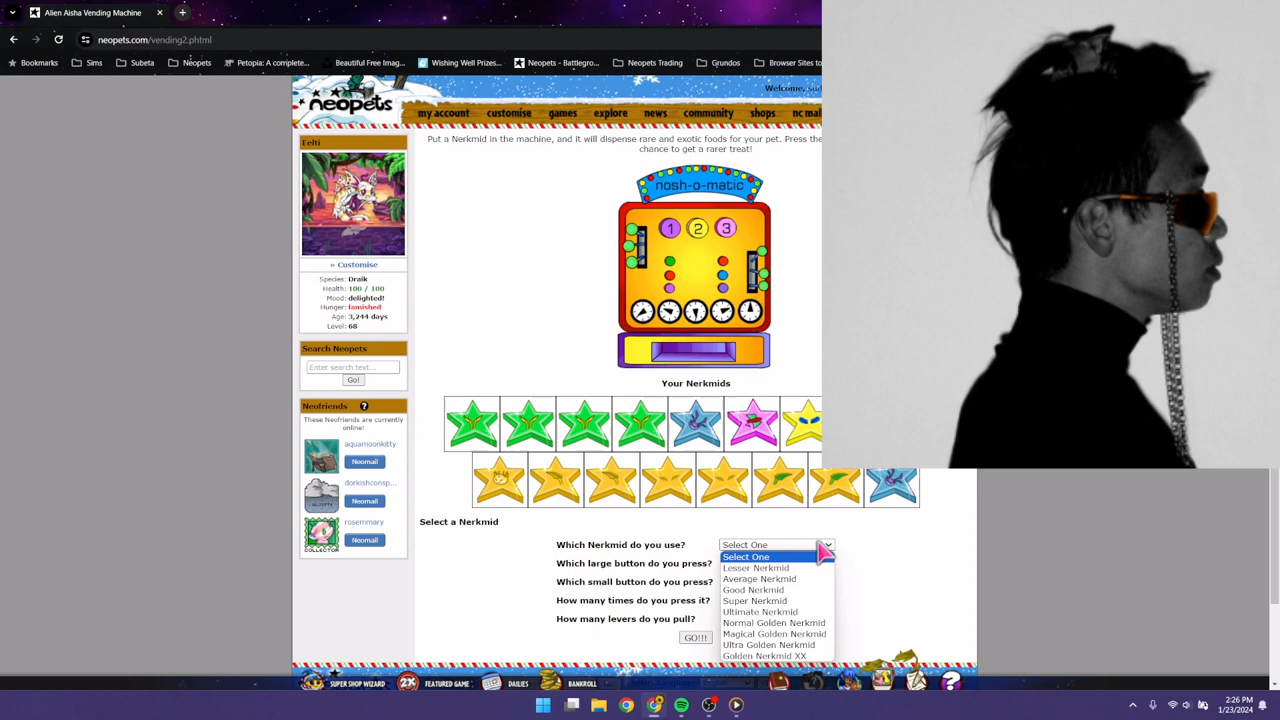 Alien Aisha Vending Machine
neopets.com/vending2.phtml
Bookmarks Sims Subeta Neopets Petopia: A complete... Beautiful Free Imag... Wishing Well Prizes... Neopets - Battlegro... Neopets Trading Grundos Browser Sites to
neopets
Welcome,
my account customise games explore news community shops nc mal
Eelti
» Customise
Species: Draik
Health: 100 / 100
Mood: delighted!
Hunger: famished
Age: 3,244 days
Level: 68
Search Neopets
Enter search text...
Go!
Neofriends ?
These Neofriends are currently
online!
aquamoonkitty
Neomail
dorkishconsp...
Neomail
rosemmary
Neomail
COLLECTOR
Put a Nerkmid in the machine, and it will dispense rare and exotic foods for your pet. Press the
chance to get a rarer treat!
nosh-o-matic
1 2 3
Your Nerkmids
Select a Nerkmid
Which Nerkmid do you use? Select One
Which large button do you press?
Which small button do you press?
How many times do you press it?
How many levers do you pull?
GO!!!
Select One
Lesser Nerkmid
Average Nerkmid
Good Nerkmid
Super Nerkmid
Ultimate Nerkmid
Normal Golden Nerkmid
Magical Golden Nerkmid
Ultra Golden Nerkmid
Golden Nerkmid XX
SUPER SHOP WIZARD 2X FEATURED GAME DAILIES BANKROLL ?
2:26 PM
1/23/2024